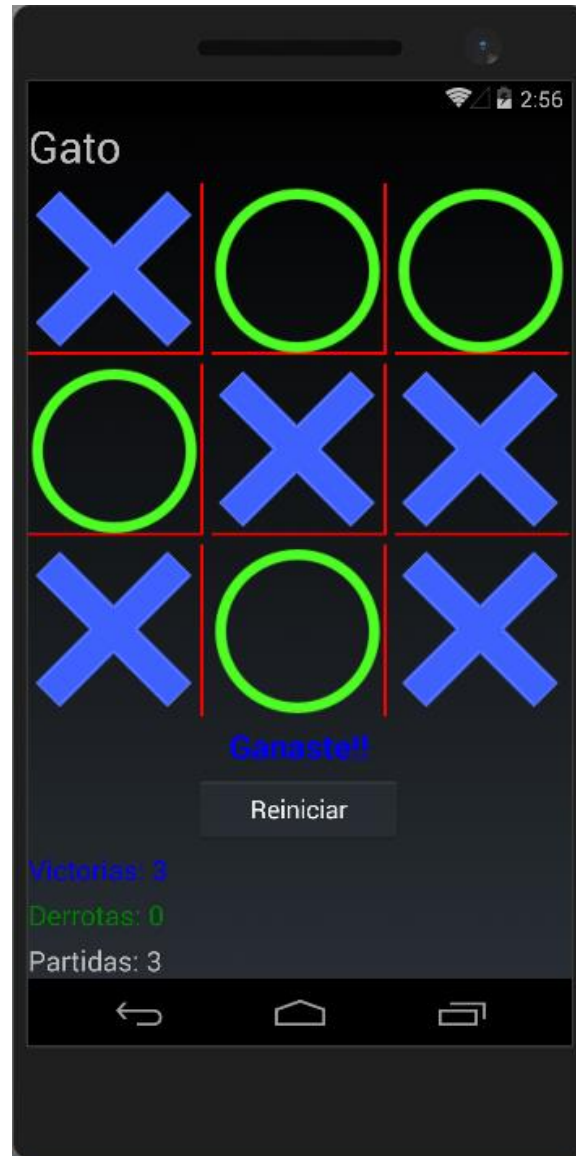 2:56
Gato
Ganaste!!
Reiniciar
Victorias: 3
Derrotas: 0
Partidas: 3